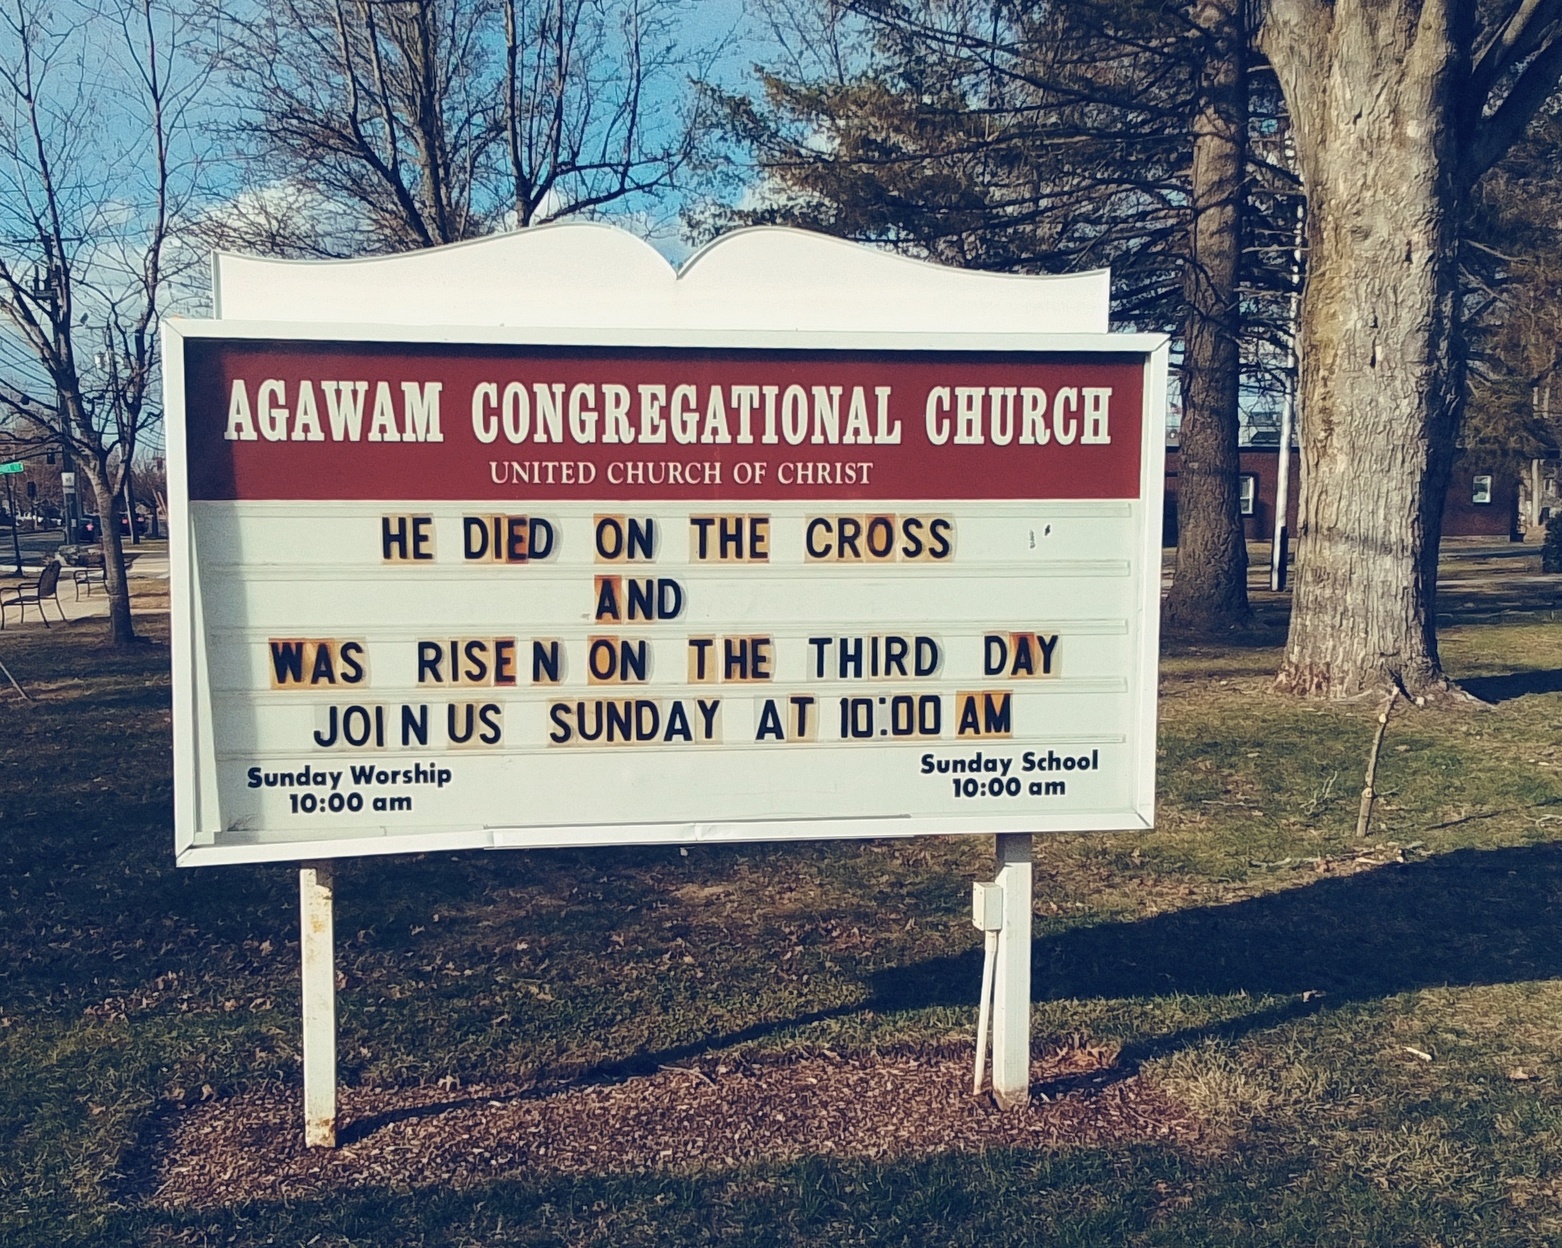 AGAWAM CONGREGATIONAL CHURCH
UNITED CHURCH OF CHRIST
HE DIED ON THE CROSS
AND
WAS RISEN ON THE THIRD DAY
JOIN US SUNDAY AT 10:00 AM
Sunday Worship
10:00 am
Sunday School
10:00 am